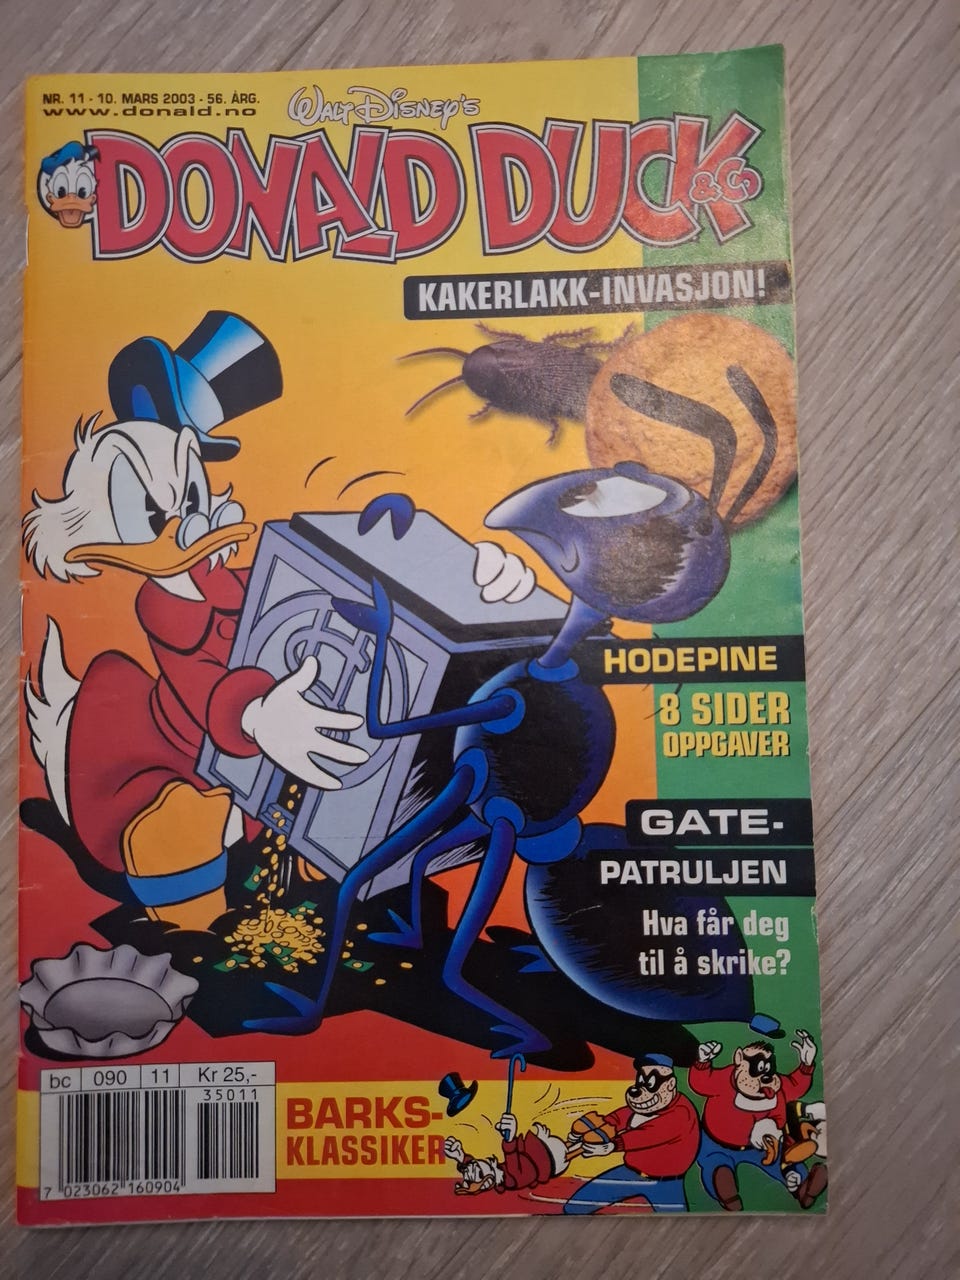 NR. 11 - 10. MARS 2003 - 56. ÅRG.
www.donald.no
WALT DISNEY'S
DONALD DUCK
& Co
KAKERLAKK-INVASJON!
HODEPINE
8 SIDER
OPPGAVER
GATE-
PATRULJEN
Hva får deg
til å skrike?
bc 090 11 Kr 25,-
35011
7 023062 160904
BARKS-
KLASSIKER